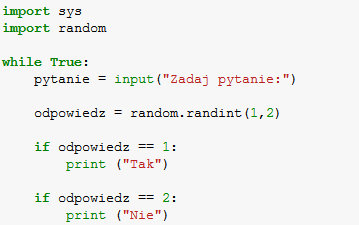 import sys
import random
while True:
pytanie = input("Zadaj pytanie:")
odpowiedz = random.randint(1,2)
if odpowiedz == 1:
print ("Tak")
if odpowiedz == 2:
print ("Nie")